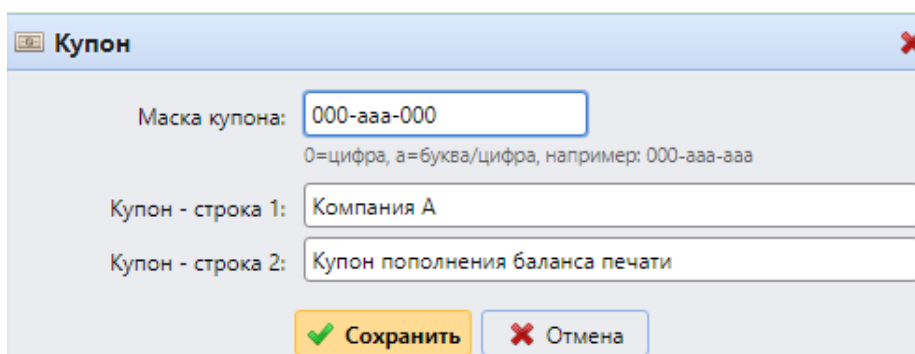 Купон
Маска купона: 000-aaa-000
0=цифра, a=буква/цифра, например: 000-aaa-aaa
Купон - строка 1: Компания А
Купон - строка 2: Купон пополнения баланса печати
Сохранить Отмена